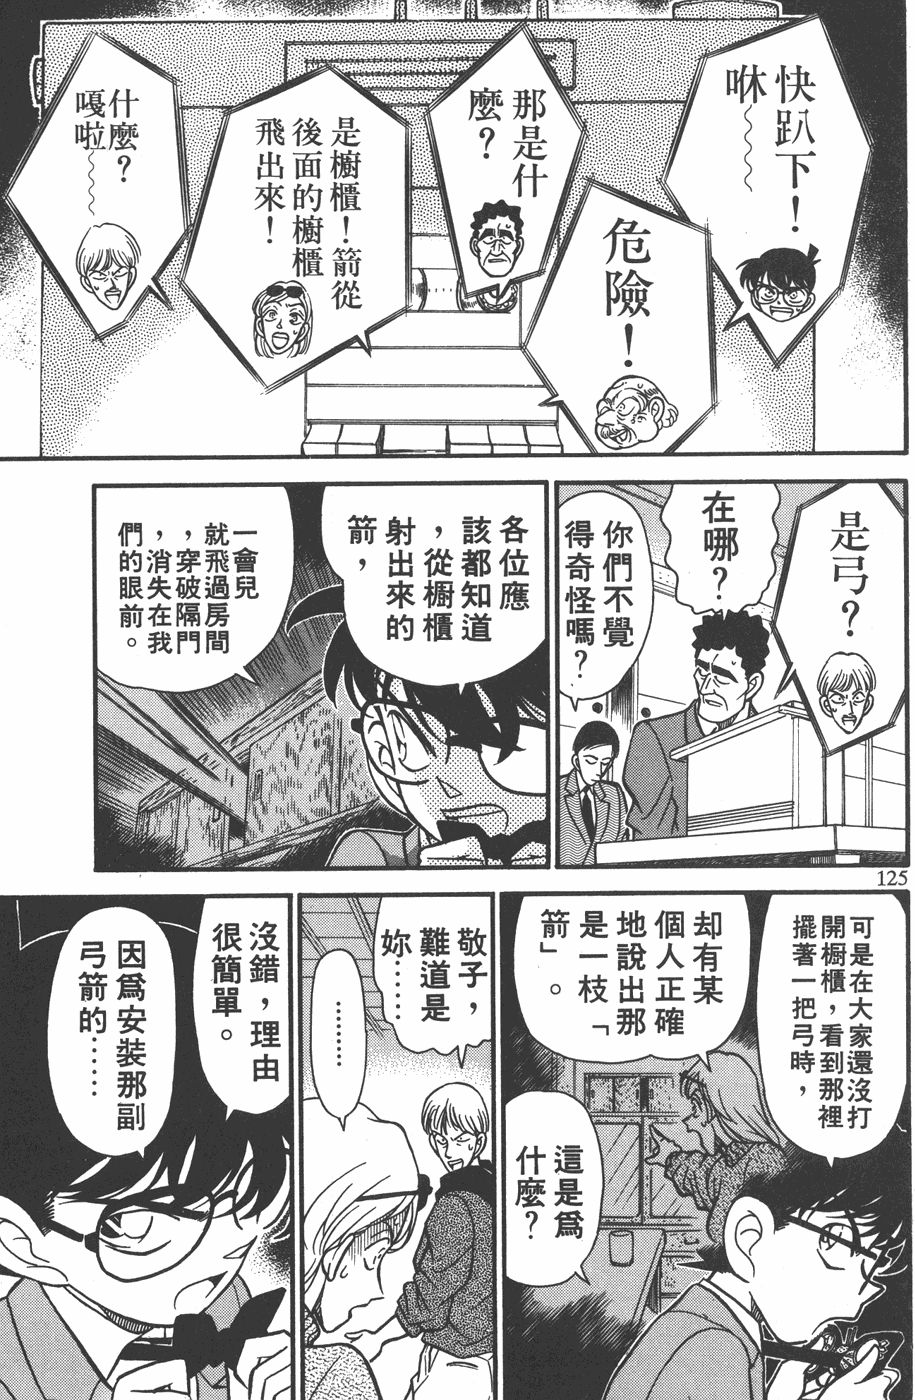 快趴下！
咻～～
危險！
那是什
麼？
是櫥櫃！箭從
後面的櫥櫃
飛出來！
什麼？
嘎啦～～
是弓？
在哪？
你們不覺
得奇怪嗎？
各位應
該都知道
，從櫥櫃
射出來的
箭，
一會兒
就飛過房間
，穿破隔門
，消失在我
們的眼前。
125
可是在大家還沒打
開櫥櫃，看到那裡
擺著一把弓時，
却有某
個人正確
地說出那
是一枝「
箭」。
這是為
什麼？
敬子，
難道是
妳……
………
沒錯，理由
很簡單。
因為安裝那副
弓箭的……